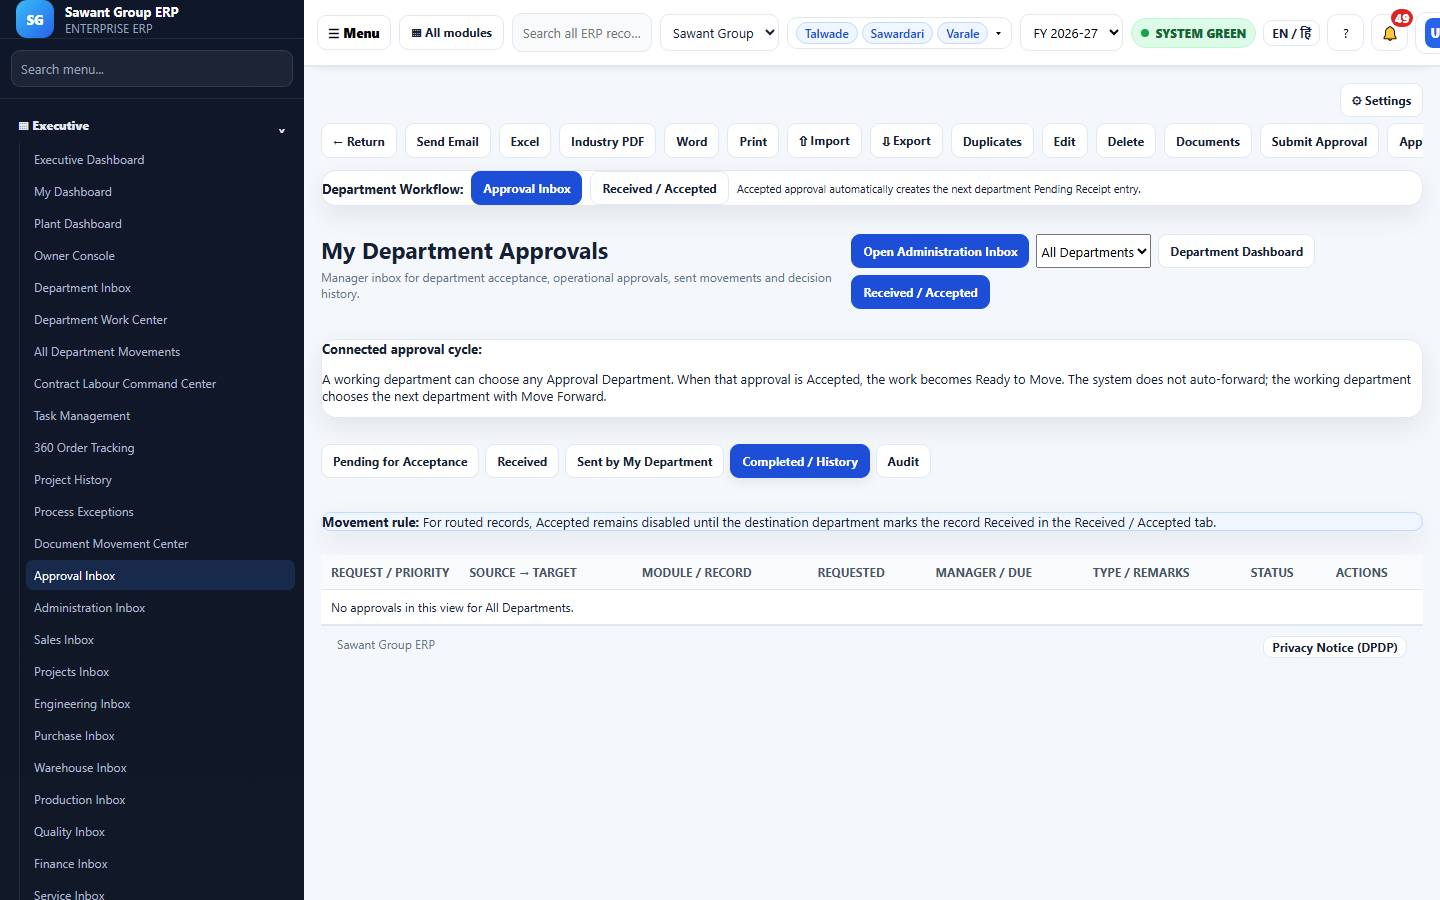 SG
Sawant Group ERP
ENTERPRISE ERP
Search menu...
Executive
Executive Dashboard
My Dashboard
Plant Dashboard
Owner Console
Department Inbox
Department Work Center
All Department Movements
Contract Labour Command Center
Task Management
360 Order Tracking
Project History
Process Exceptions
Document Movement Center
Approval Inbox
Administration Inbox
Sales Inbox
Projects Inbox
Engineering Inbox
Purchase Inbox
Warehouse Inbox
Production Inbox
Quality Inbox
Finance Inbox
Service Inbox
☰ Menu
All modules
Search all ERP reco...
Sawant Group
Talwade Sawardari Varale
FY 2026-27
SYSTEM GREEN
EN / हिं
?
49
U
⚙ Settings
← Return
Send Email
Excel
Industry PDF
Word
Print
⇧ Import
⇩ Export
Duplicates
Edit
Delete
Documents
Submit Approval
App
Department Workflow: Approval Inbox Received / Accepted Accepted approval automatically creates the next department Pending Receipt entry.
My Department Approvals
Manager inbox for department acceptance, operational approvals, sent movements and decision
history.
Open Administration Inbox
All Departments
Department Dashboard
Received / Accepted
Connected approval cycle:
A working department can choose any Approval Department. When that approval is Accepted, the work becomes Ready to Move. The system does not auto-forward; the working department
chooses the next department with Move Forward.
Pending for Acceptance
Received
Sent by My Department
Completed / History
Audit
Movement rule: For routed records, Accepted remains disabled until the destination department marks the record Received in the Received / Accepted tab.
REQUEST / PRIORITY SOURCE → TARGET MODULE / RECORD REQUESTED MANAGER / DUE TYPE / REMARKS STATUS ACTIONS
No approvals in this view for All Departments.
Sawant Group ERP
Privacy Notice (DPDP)